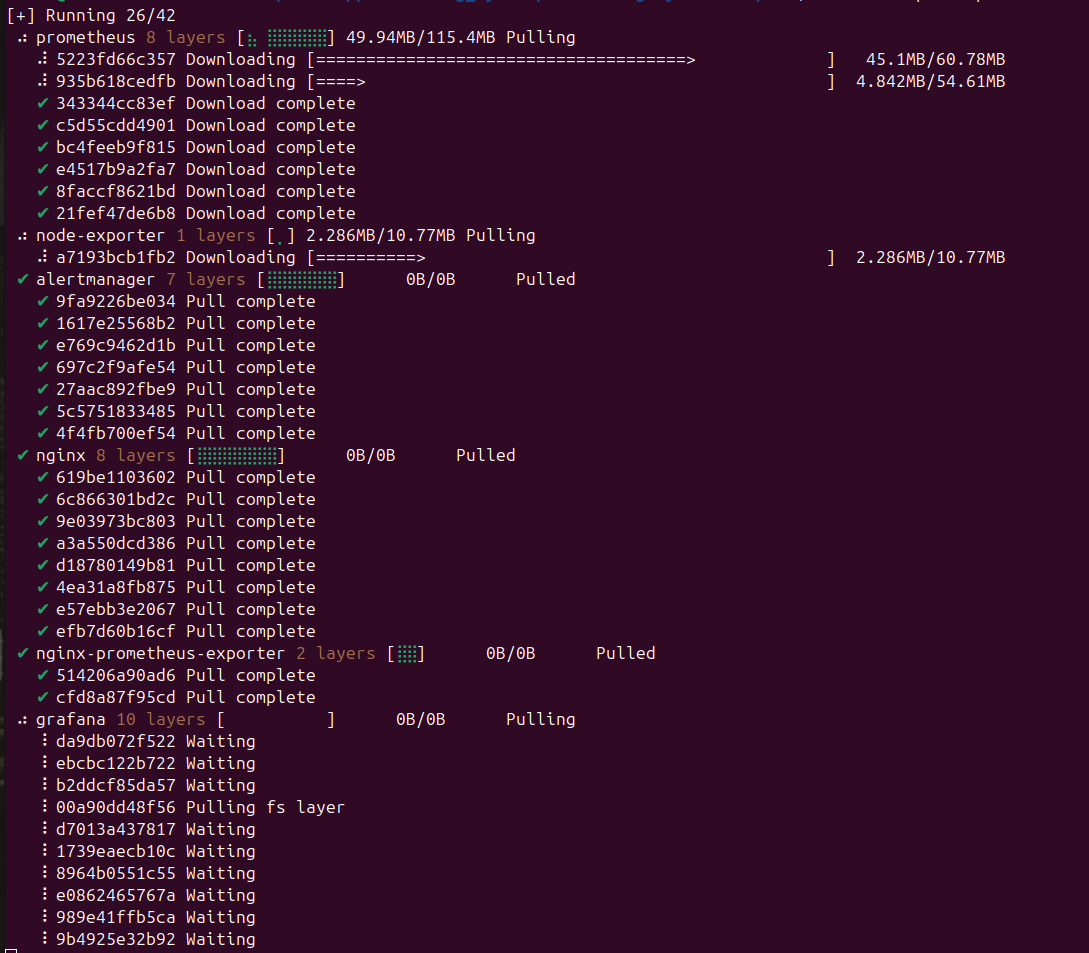 [+] Running 26/42
⠴ prometheus 8 layers [⣦ ⣿⣿⣿⣿⣿⣿] 49.94MB/115.4MB Pulling
⠼ 5223fd66c357 Downloading [=====================================> ] 45.1MB/60.78MB
⠼ 935b618cedfb Downloading [====> ] 4.842MB/54.61MB
✔ 343344cc83ef Download complete
✔ c5d55cdd4901 Download complete
✔ bc4feeb9f815 Download complete
✔ e4517b9a2fa7 Download complete
✔ 8faccf8621bd Download complete
✔ 21fef47de6b8 Download complete
⠴ node-exporter 1 layers [⡀] 2.286MB/10.77MB Pulling
⠼ a7193bcb1fb2 Downloading [==========> ] 2.286MB/10.77MB
✔ alertmanager 7 layers [⣿⣿⣿⣿⣿⣿⣿] 0B/0B Pulled
✔ 9fa9226be034 Pull complete
✔ 1617e25568b2 Pull complete
✔ e769c9462d1b Pull complete
✔ 697c2f9afe54 Pull complete
✔ 27aac892fbe9 Pull complete
✔ 5c5751833485 Pull complete
✔ 4f4fb700ef54 Pull complete
✔ nginx 8 layers [⣿⣿⣿⣿⣿⣿⣿⣿] 0B/0B Pulled
✔ 619be1103602 Pull complete
✔ 6c866301bd2c Pull complete
✔ 9e03973bc803 Pull complete
✔ a3a550dcd386 Pull complete
✔ d18780149b81 Pull complete
✔ 4ea31a8fb875 Pull complete
✔ e57ebb3e2067 Pull complete
✔ efb7d60b16cf Pull complete
✔ nginx-prometheus-exporter 2 layers [⣿⣿] 0B/0B Pulled
✔ 514206a90ad6 Pull complete
✔ cfd8a87f95cd Pull complete
⠴ grafana 10 layers [ ] 0B/0B Pulling
⠸ da9db072f522 Waiting
⠸ ebcbc122b722 Waiting
⠸ b2ddcf85da57 Waiting
⠸ 00a90dd48f56 Pulling fs layer
⠸ d7013a437817 Waiting
⠸ 1739eaecb10c Waiting
⠸ 8964b0551c55 Waiting
⠸ e0862465767a Waiting
⠸ 989e41ffb5ca Waiting
⠸ 9b4925e32b92 Waiting